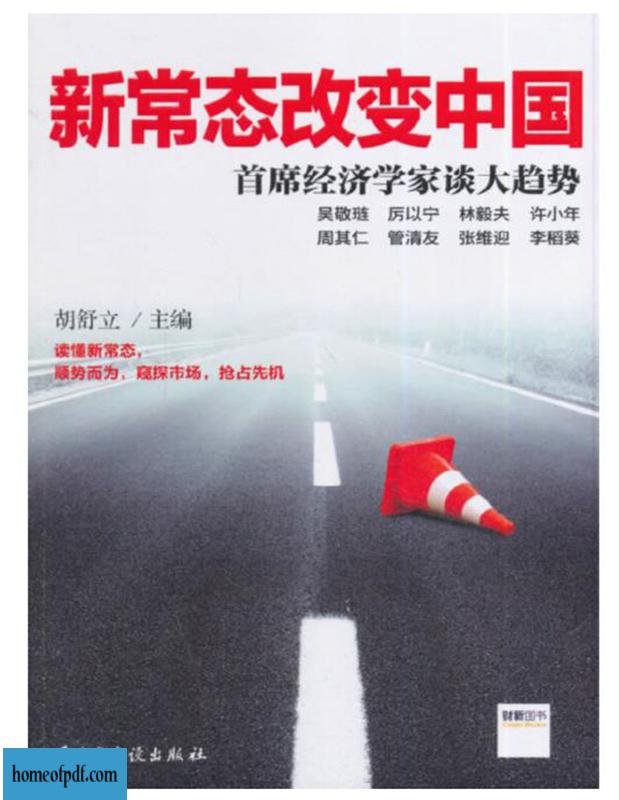 新常态改变中国
首席经济学家谈大趋势
吴敬琏 厉以宁 林毅夫 许小年
周其仁 管清友 张维迎 李稻葵
胡舒立 / 主编
读懂新常态，
顺势而为，窥探市场，抢占先机
财新图书
出版社
homeofpdf.com